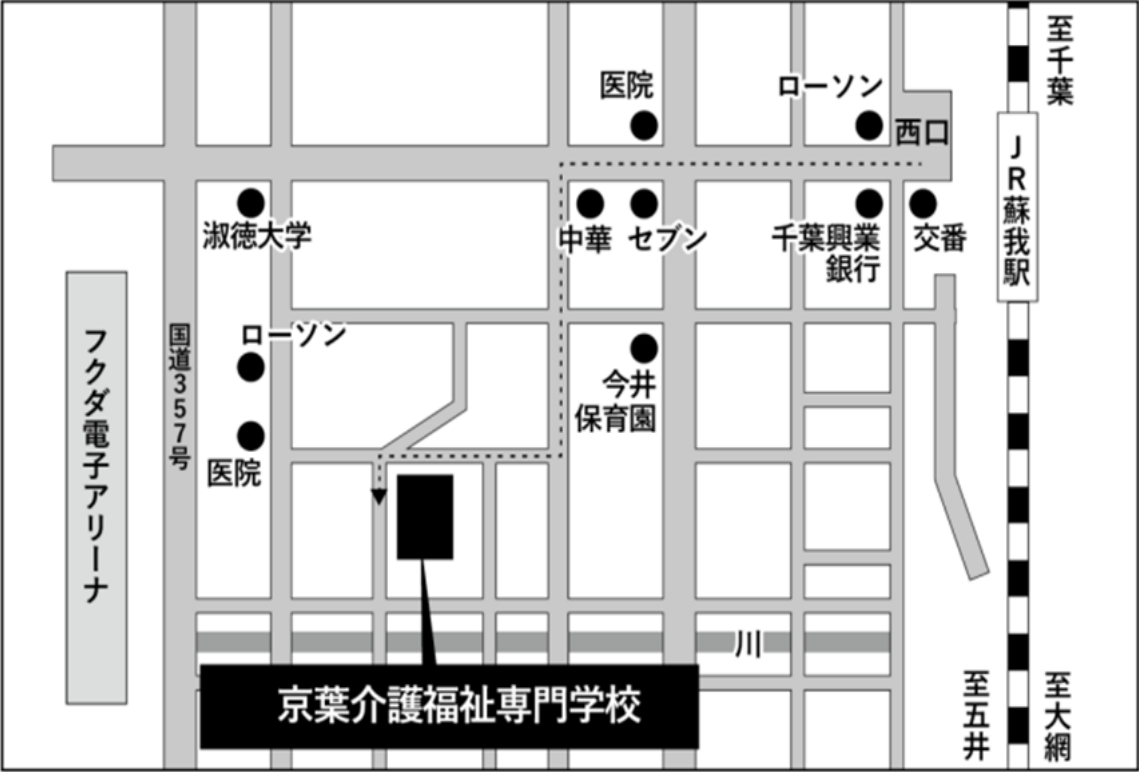 至千葉
医院
ローソン
西口
JR蘇我駅
淑徳大学
中華
セブン
千葉興業
銀行
交番
フクダ電子アリーナ
国道357号
ローソン
今井
保育園
医院
川
京葉介護福祉専門学校
至五井
至大網